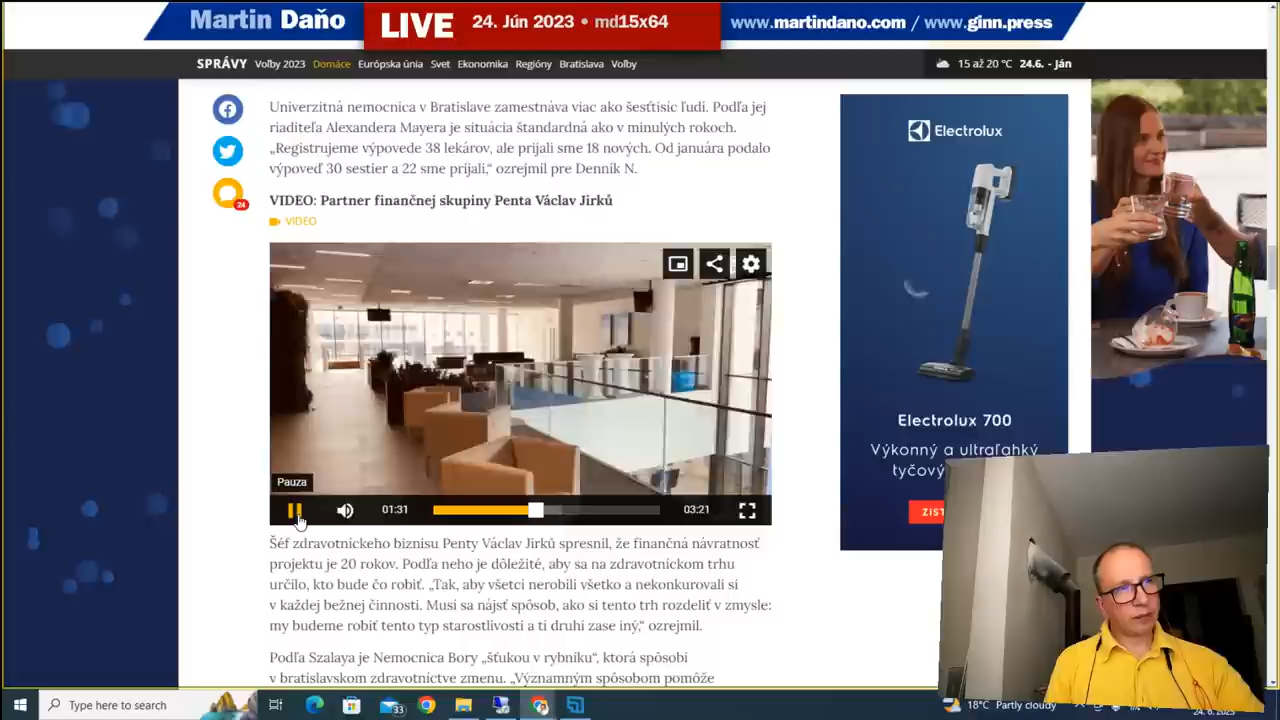 Martin Daňo
LIVE
24. Jún 2023 • md15x64
www.martindano.com / www.ginn.press
SPRÁVY Voľby 2023 Domáce Európska únia Svet Ekonomika Regióny Bratislava Voľby
15 až 20 °C 24.6. - Ján
Univerzitná nemocnica v Bratislave zamestnáva viac ako šesťtisíc ľudí. Podľa jej
riaditeľa Alexandera Mayera je situácia štandardná ako v minulých rokoch.
„Registrujeme výpovede 38 lekárov, ale prijali sme 18 nových. Od januára podalo
výpoveď 30 sestier a 22 sme prijali,“ ozrejmil pre Denník N.
24
VIDEO: Partner finančnej skupiny Penta Václav Jirků
VIDEO
Pauza
01:31
03:21
Šéf zdravotníckeho biznisu Penty Václav Jirků spresnil, že finančná návratnosť
projektu je 20 rokov. Podľa neho je dôležité, aby sa na zdravotníckom trhu
určilo, kto bude čo robiť. „Tak, aby všetci nerobili všetko a nekonkurovali si
v každej bežnej činnosti. Musí sa nájsť spôsob, ako si tento trh rozdeliť v zmysle:
my budeme robiť tento typ starostlivosti a tí druhí zase iný,“ ozrejmil.
Podľa Szalaya je Nemocnica Bory „šťukou v rybníku“, ktorá spôsobí
v bratislavskom zdravotníctve zmenu. „Významným spôsobom pomôže
Electrolux
Electrolux 700
Výkonný a ultraľahký
tyčový
ZIST
Type here to search
33
18°C Partly cloudy
24. 6. 2023